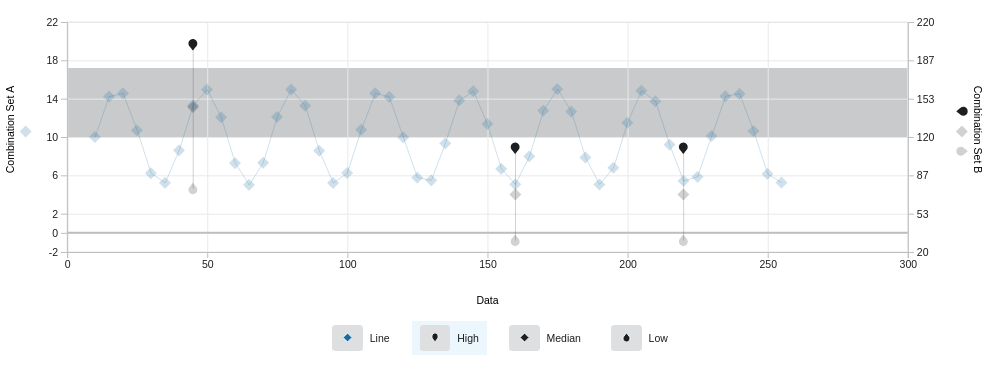 22 220
18 187
14 153
10 120
6 87
2 53
0
-2 20
Combination Set A
Combination Set B
0 50 100 150 200 250 300
Data
Line High Median Low